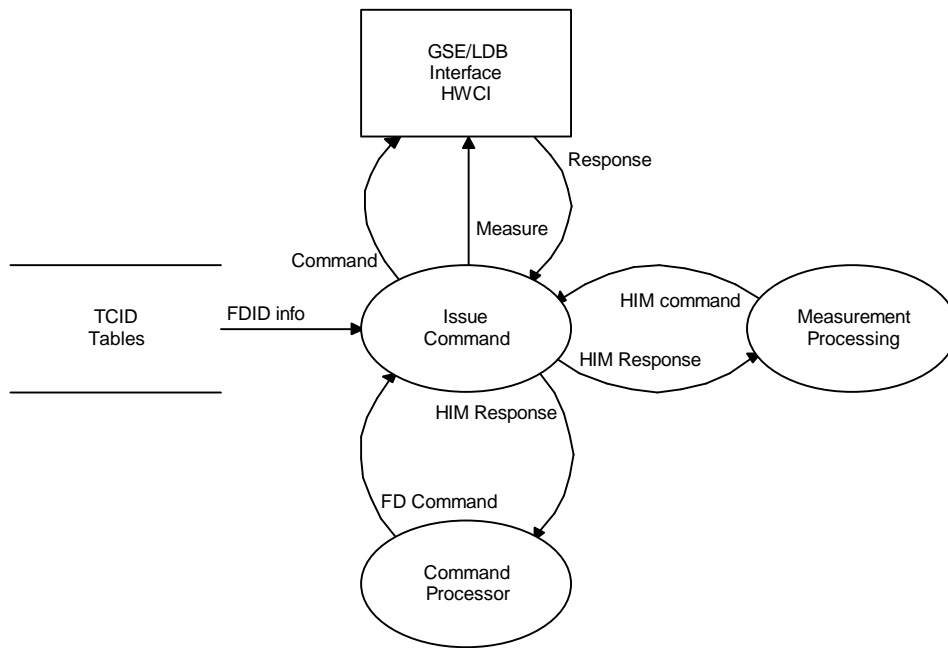 GSE/LDB
Interface
HWCI
Response
Measure
Command
TCID
Tables
FDID info
Issue
Command
HIM command
Measurement
Processing
HIM Response
HIM Response
FD Command
Command
Processor